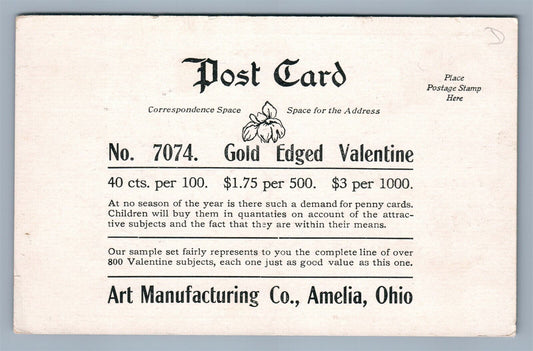 Post Card
Correspondence Space Space for the Address
Place
Postage Stamp
Here
No. 7074. Gold Edged Valentine
40 cts. per 100. $1.75 per 500. $3 per 1000.
At no season of the year is there such a demand for penny cards.
Children will buy them in quantaties on account of the attrac-
tive subjects and the fact that they are within their means.
Our sample set fairly represents to you the complete line of over
800 Valentine subjects, each one just as good value as this one.
Art Manufacturing Co., Amelia, Ohio